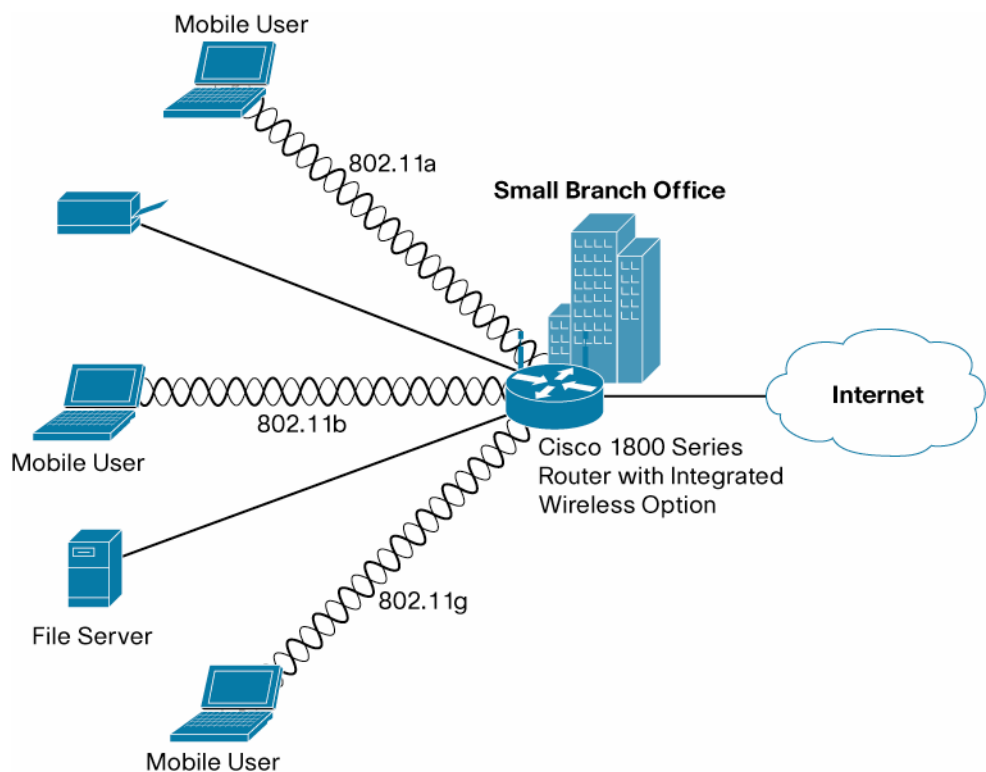 Mobile User
802.11a
Small Branch Office
802.11b
Mobile User
Internet
Cisco 1800 Series
Router with Integrated
Wireless Option
802.11g
File Server
Mobile User